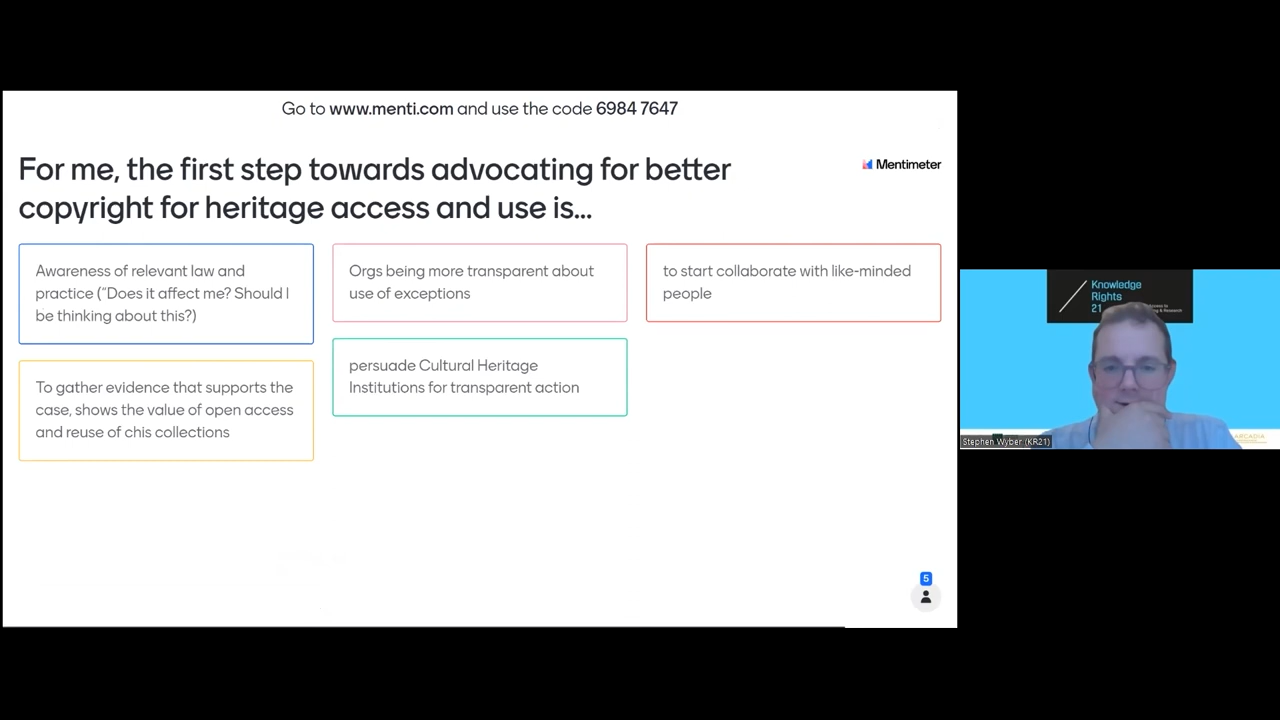 Go to www.menti.com and use the code 6984 7647
For me, the first step towards advocating for better
copyright for heritage access and use is...
Mentimeter
Awareness of relevant law and
practice (“Does it affect me? Should I
be thinking about this?)
Orgs being more transparent about
use of exceptions
to start collaborate with like-minded
people
To gather evidence that supports the
case, shows the value of open access
and reuse of chis collections
persuade Cultural Heritage
Institutions for transparent action
5
Knowledge
Rights
21
Stephen Wyber (KR21)
ARCADIA